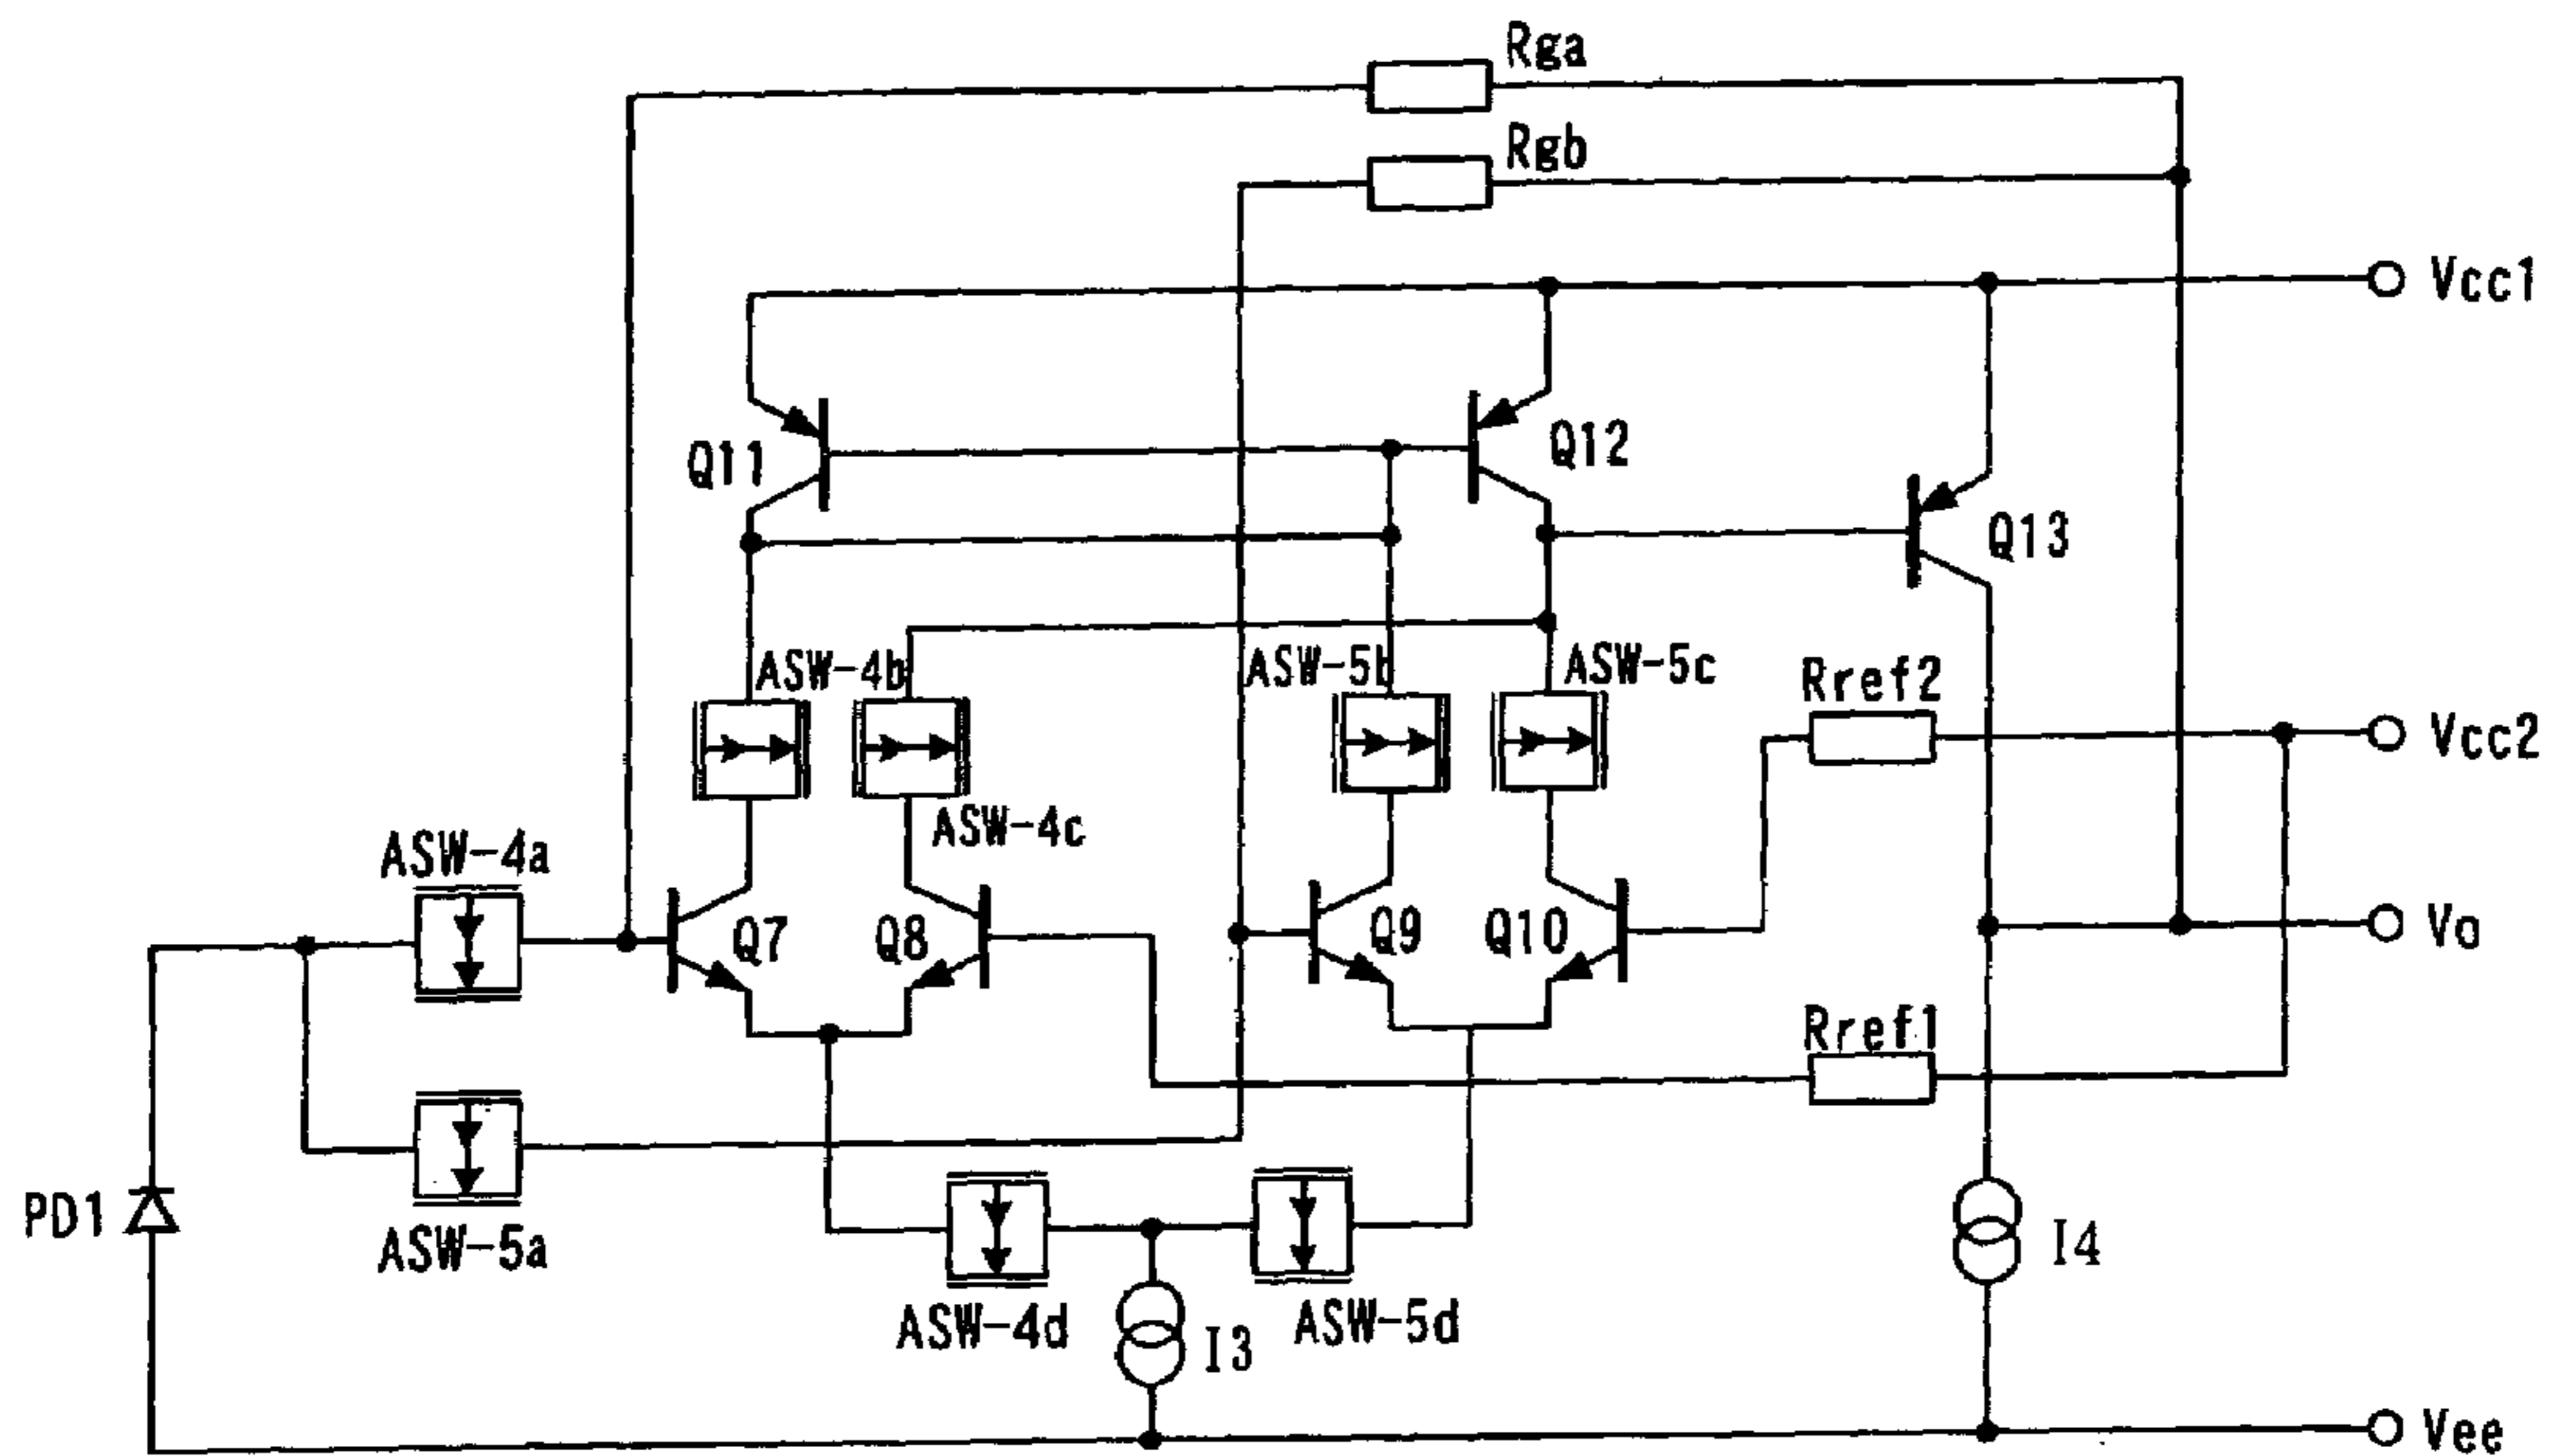 Rga
Rgb
Vcc1
Q11
Q12
Q13
ASW-4b
ASW-5b
ASW-5c
Rref2
Vcc2
ASW-4c
ASW-4a
Q7
Q8
Q9
Q10
Vo
Rref1
PD1
ASW-5a
I4
ASW-4d
I3
ASW-5d
Vee